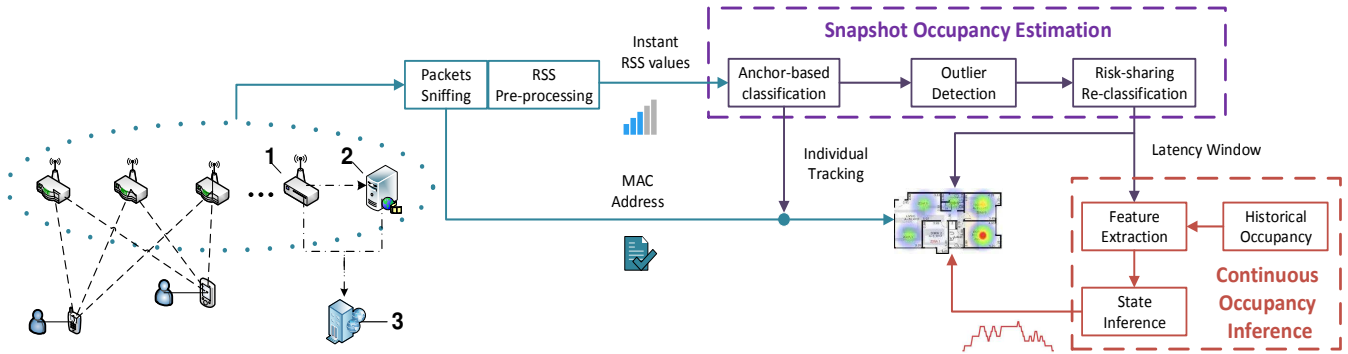 Snapshot Occupancy Estimation
Instant
RSS values
Packets
Sniffing
RSS
Pre-processing
Anchor-based
classification
Outlier
Detection
Risk-sharing
Re-classification
1
2
...
MAC
Address
Individual
Tracking
Latency Window
Feature
Extraction
Historical
Occupancy
State
Inference
Continuous
Occupancy
Inference
3